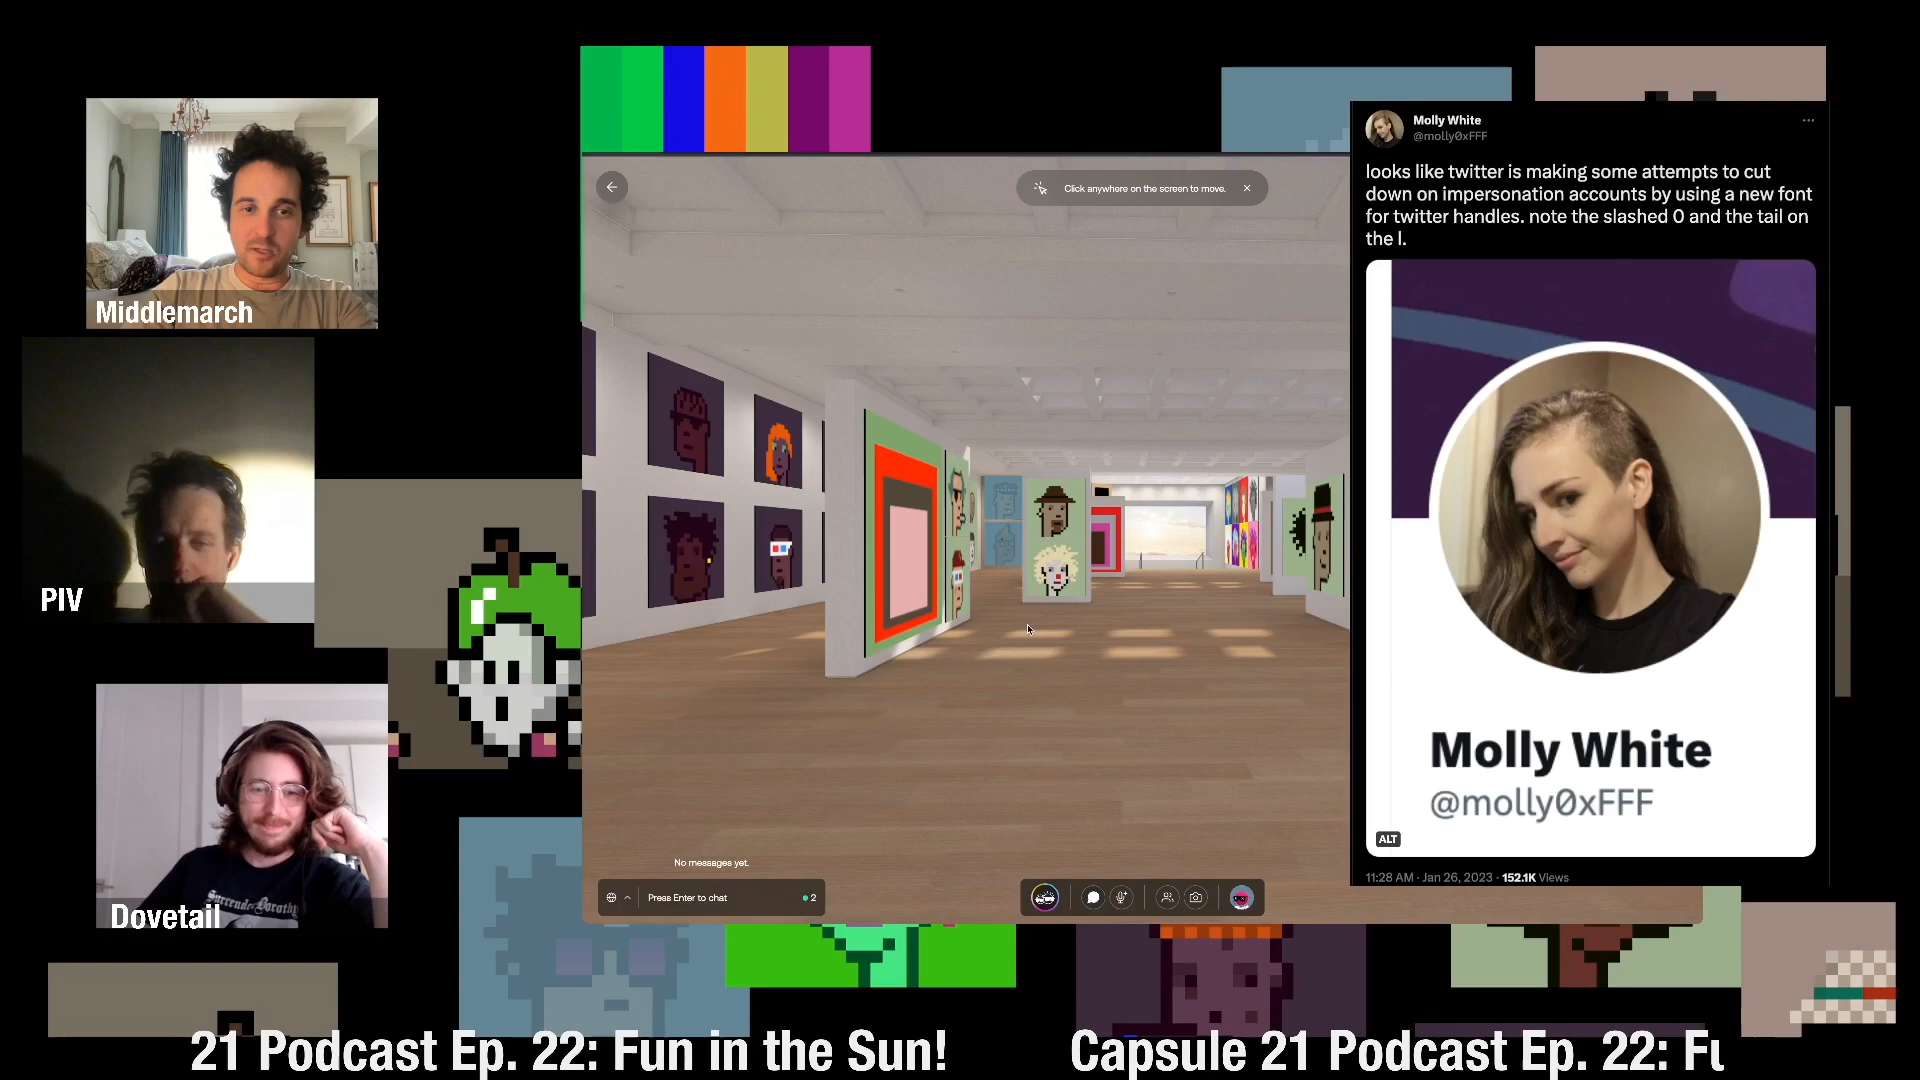 Middlemarch
PIV
Surrender Dorothy
Dovetail
Click anywhere on the screen to move.
No messages yet.
Press Enter to chat
2
Molly White
@molly0xFFF
looks like twitter is making some attempts to cut
down on impersonation accounts by using a new font
for twitter handles. note the slashed 0 and the tail on
the l.
Molly White
@molly0xFFF
ALT
11:28 AM · Jan 26, 2023 · 152.1K Views
21 Podcast Ep. 22: Fun in the Sun! Capsule 21 Podcast Ep. 22: Fu